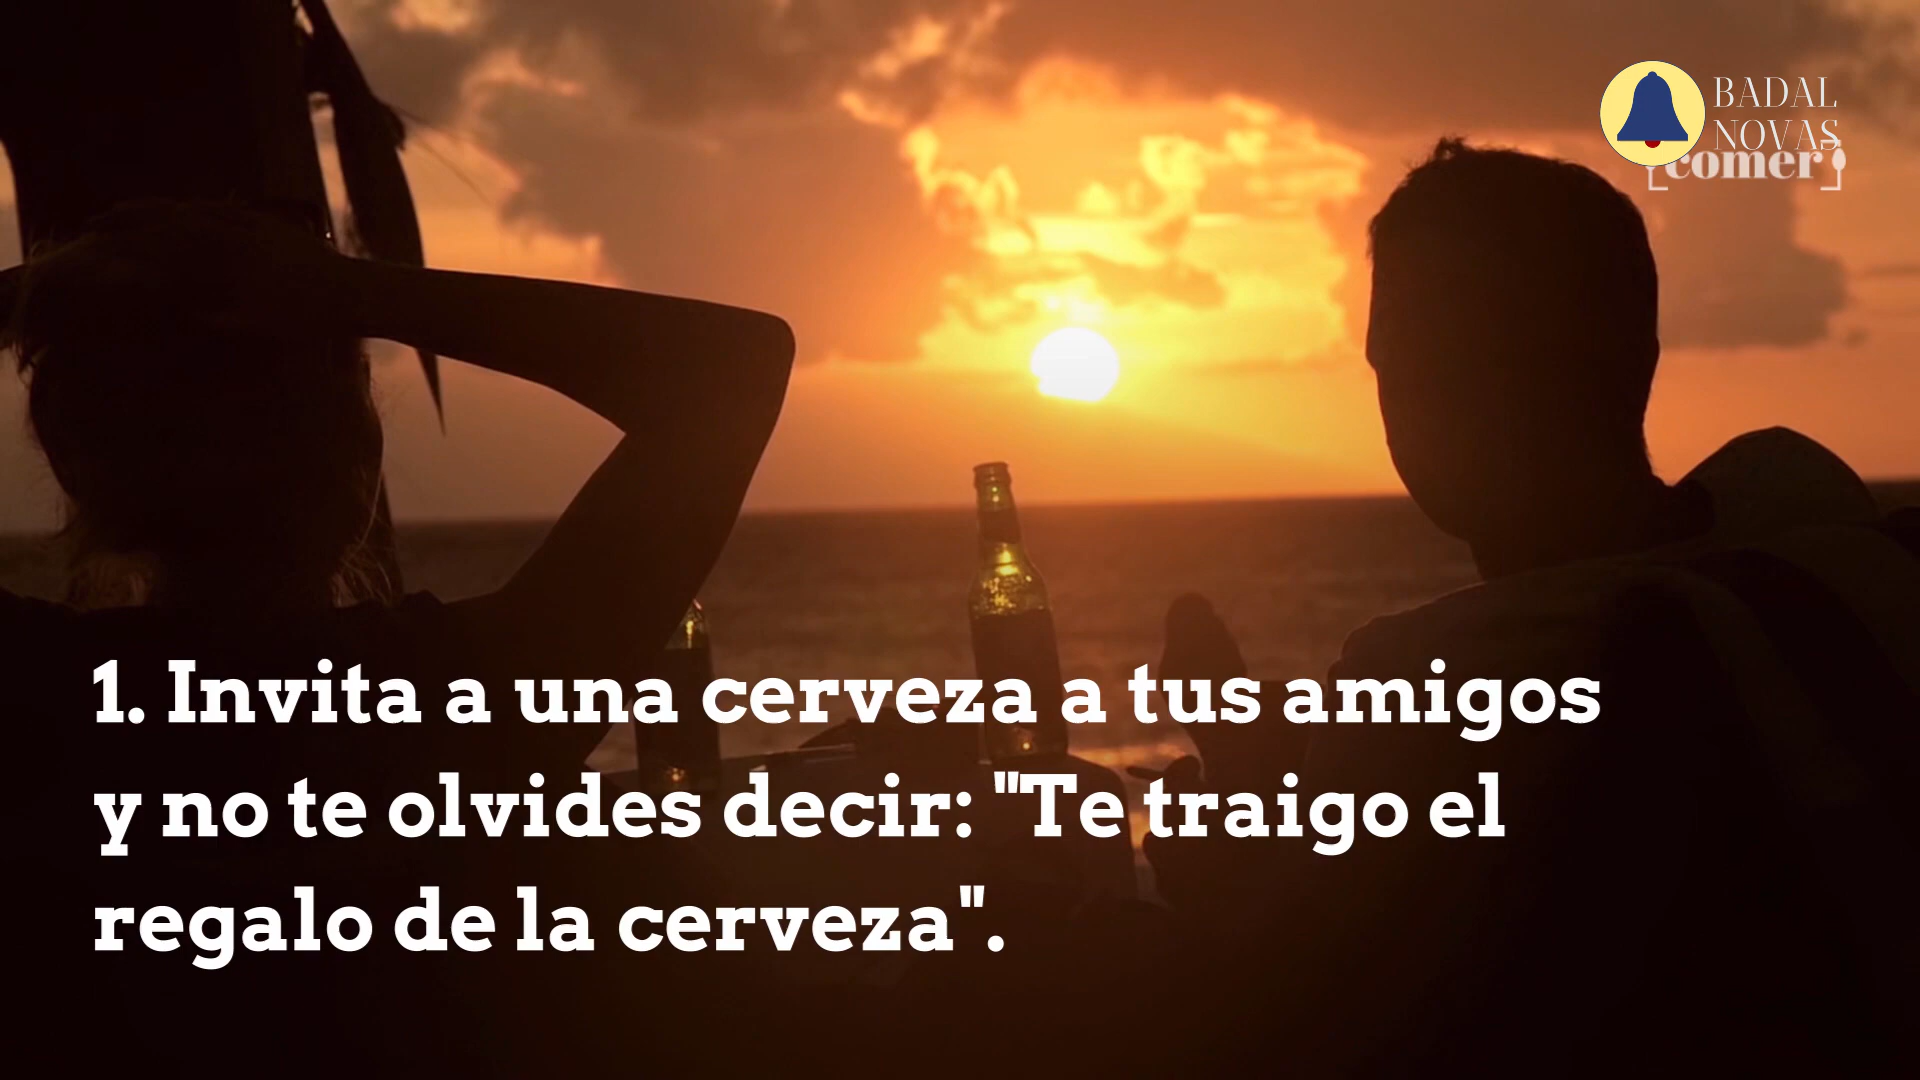 BADAL
NOVAS
comer
1. Invita a una cerveza a tus amigos
y no te olvides decir: "Te traigo el
regalo de la cerveza".